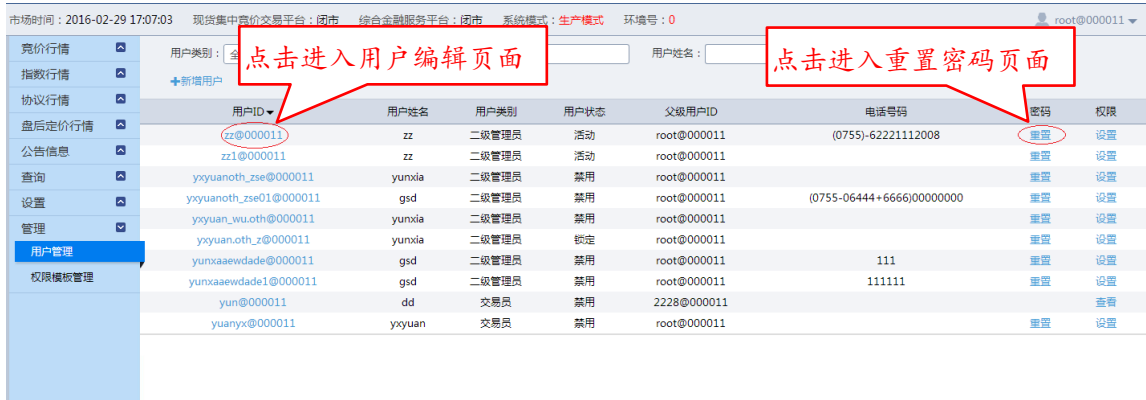 市场时间：2016-02-29 17:07:03 现货集中竞价交易平台：闭市 综合金融服务平台：闭市 系统模式：生产模式 环境号：0 root@000011
竞价行情
指数行情
协议行情
盘后定价行情
公告信息
查询
设置
管理
用户管理
权限模板管理
用户类别： 全 用户姓名：
点击进入用户编辑页面
点击进入重置密码页面
新增用户
用户ID 用户姓名 用户类别 用户状态 父级用户ID 电话号码 密码 权限
zz@000011 zz 二级管理员 活动 root@000011 (0755)-62221112008 重置 设置
zz1@000011 zz 二级管理员 活动 root@000011 重置 设置
yxyuanoth_zse@000011 yunxia 二级管理员 禁用 root@000011 重置 设置
yxyuanoth_zse01@000011 gsd 二级管理员 禁用 root@000011 (0755-06444+6666)00000000 重置 设置
yxyuan_wu.oth@000011 yunxia 二级管理员 禁用 root@000011 重置 设置
yxyuan.oth_z@000011 yunxia 二级管理员 锁定 root@000011 重置 设置
yunxaaewdade@000011 gsd 二级管理员 禁用 root@000011 111 重置 设置
yunxaaewdade1@000011 gsd 二级管理员 禁用 root@000011 111111 重置 设置
yun@000011 dd 交易员 禁用 2228@000011 查看
yuanyx@000011 yxyuan 交易员 禁用 root@000011 重置 设置